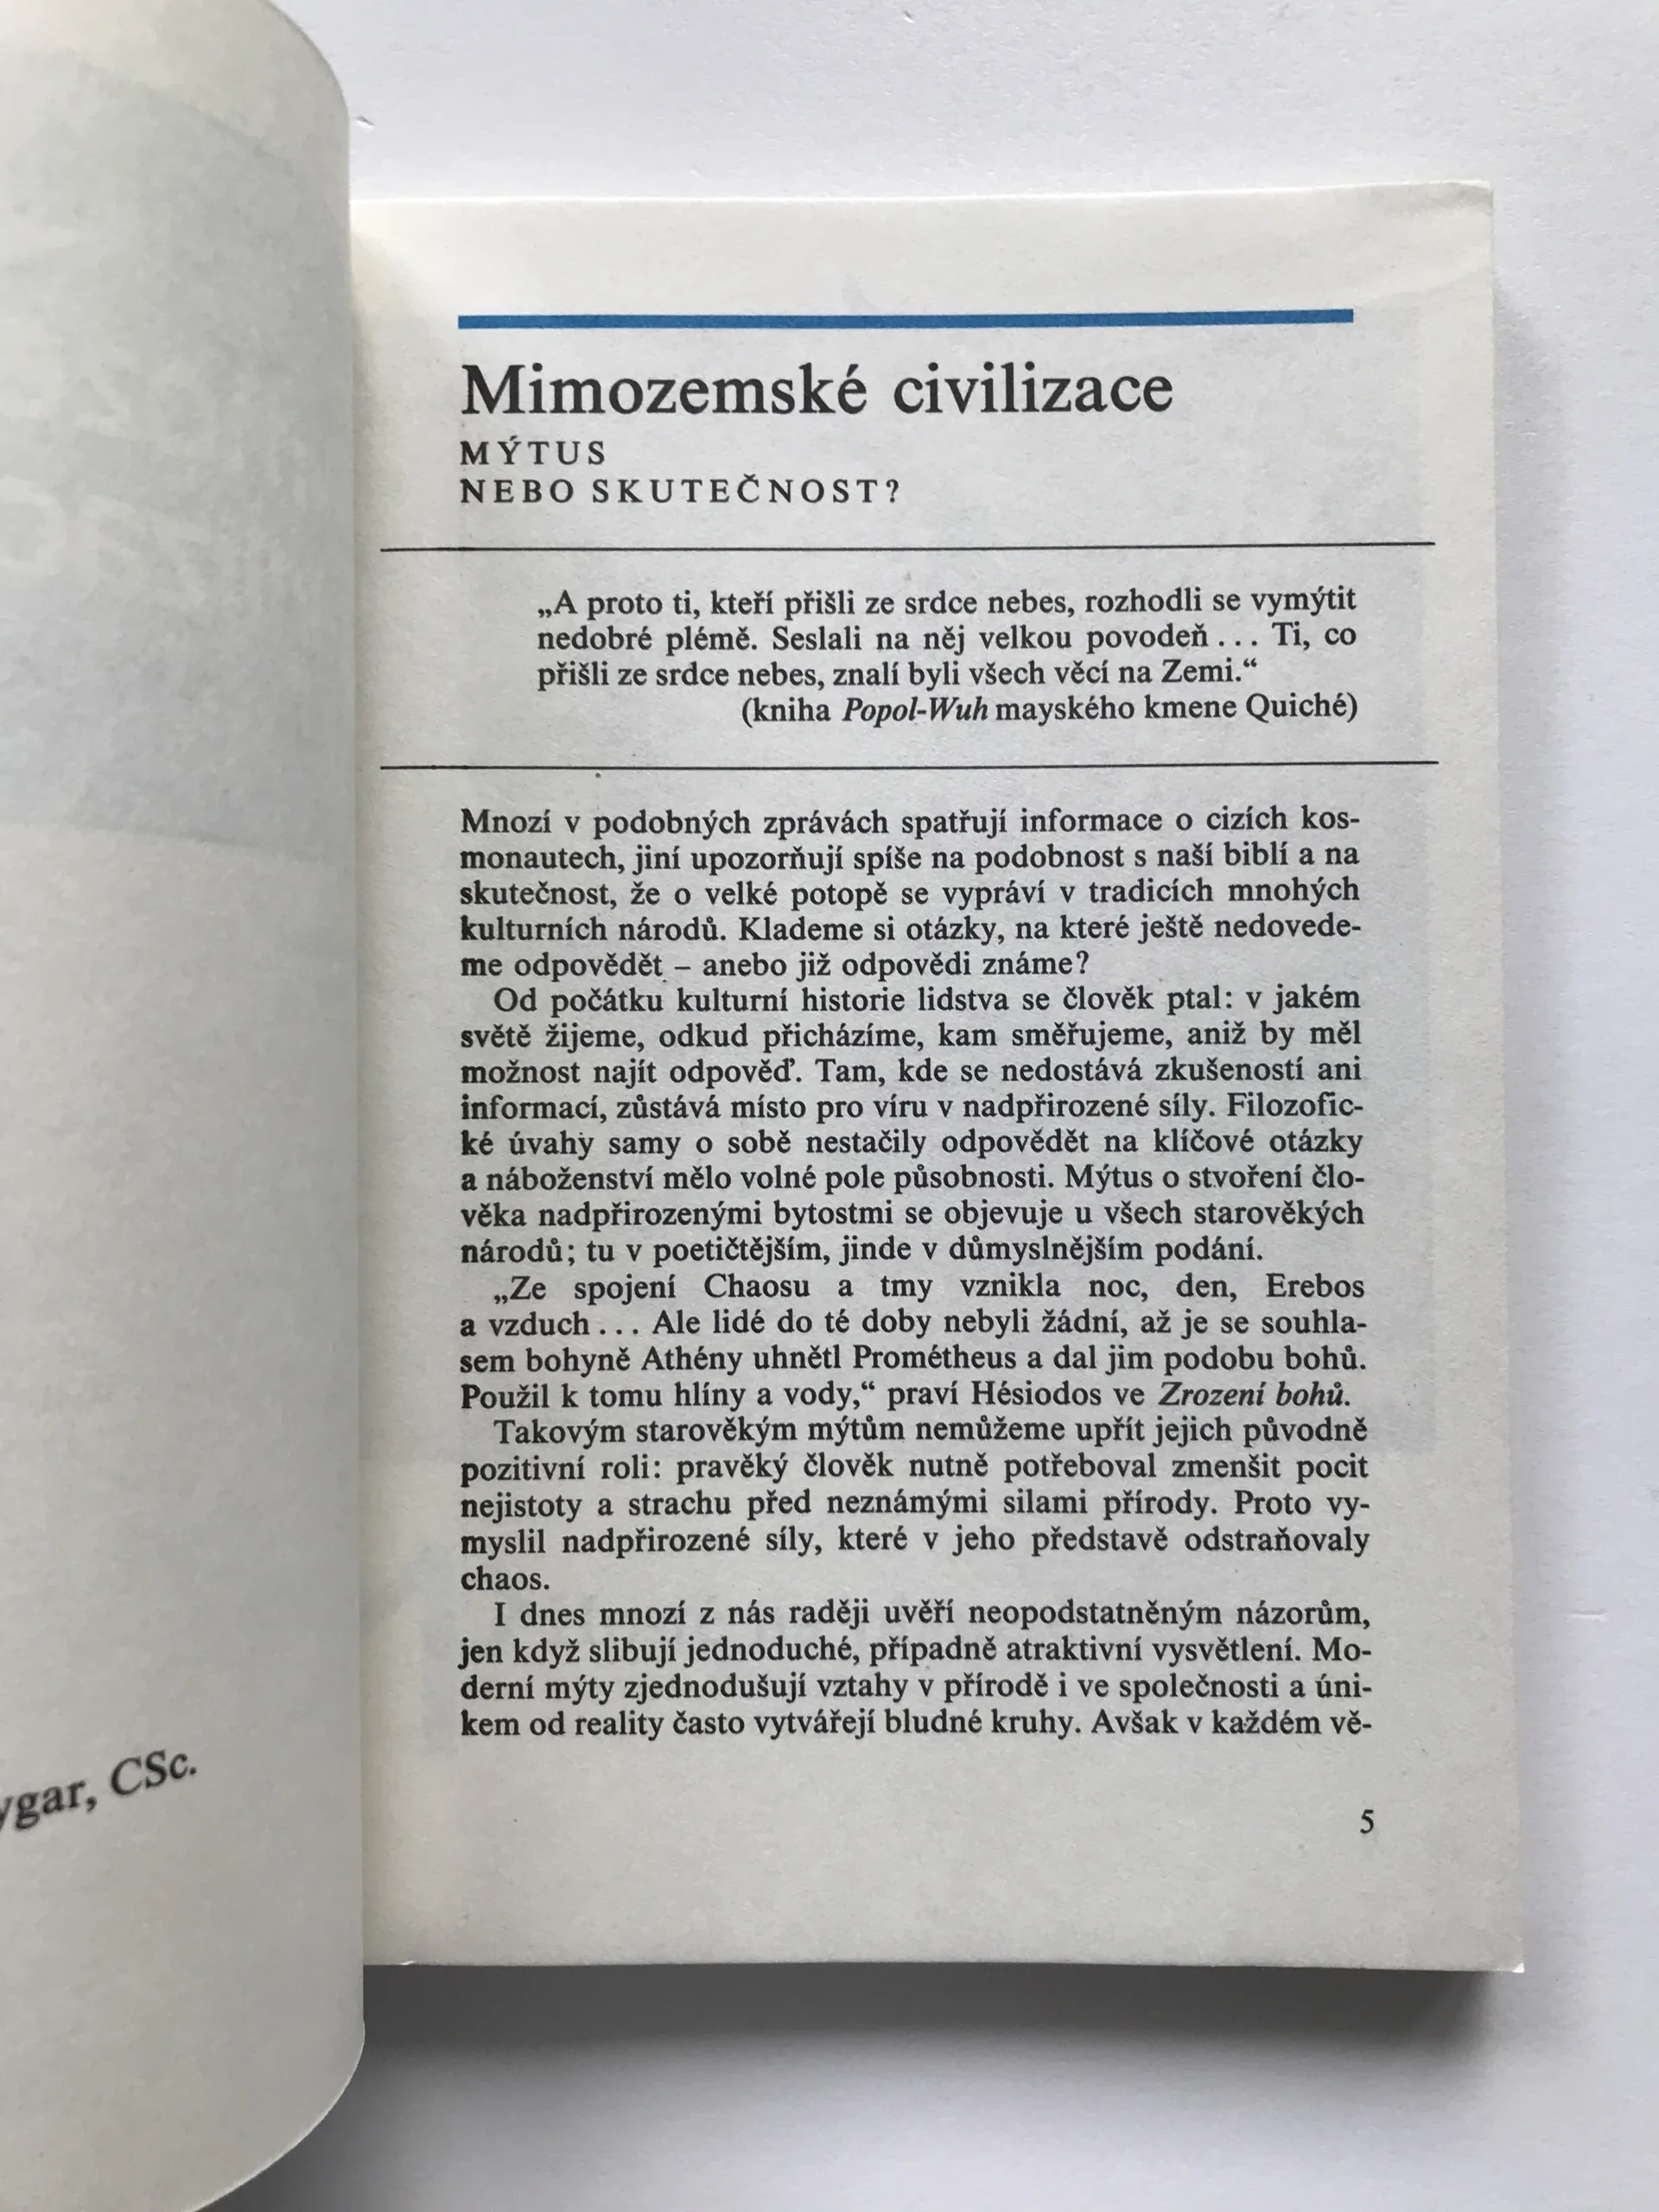 ygar, CSc.
Mimozemské civilizace
MÝTUS
NEBO SKUTEČNOST?
„A proto ti, kteří přišli ze srdce nebes, rozhodli se vymýtit
nedobré plémě. Seslali na něj velkou povodeň... Ti, co
přišli ze srdce nebes, znalí byli všech věcí na Zemi.“
(kniha Popol-Wuh mayského kmene Quiché)
Mnozí v podobných zprávách spatřují informace o cizích kos-
monautech, jiní upozorňují spíše na podobnost s naší biblí a na
skutečnost, že o velké potopě se vypráví v tradicích mnohých
kulturních národů. Klademe si otázky, na které ještě nedovede-
me odpovědět – anebo již odpovědi známe?
Od počátku kulturní historie lidstva se člověk ptal: v jakém
světě žijeme, odkud přicházíme, kam směřujeme, aniž by měl
možnost najít odpověď. Tam, kde se nedostává zkušeností ani
informací, zůstává místo pro víru v nadpřirozené síly. Filozofic-
ké úvahy samy o sobě nestačily odpovědět na klíčové otázky
a náboženství mělo volné pole působnosti. Mýtus o stvoření člo-
věka nadpřirozenými bytostmi se objevuje u všech starověkých
národů; tu v poetičtějším, jinde v důmyslnějším podání.
„Ze spojení Chaosu a tmy vznikla noc, den, Erebos
a vzduch... Ale lidé do té doby nebyli žádní, až je se souhla-
sem bohyně Athény uhnětl Prométheus a dal jim podobu bohů.
Použil k tomu hlíny a vody,“ praví Hésiodos ve Zrození bohů.
Takovým starověkým mýtům nemůžeme upřít jejich původně
pozitivní roli: pravěký člověk nutně potřeboval zmenšit pocit
nejistoty a strachu před neznámými silami přírody. Proto vy-
myslil nadpřirozené síly, které v jeho představě odstraňovaly
chaos.
I dnes mnozí z nás raději uvěří neopodstatněným názorům,
jen když slibují jednoduché, případně atraktivní vysvětlení. Mo-
derní mýty zjednodušují vztahy v přírodě i ve společnosti a úni-
kem od reality často vytvářejí bludné kruhy. Avšak v každém vě-
5